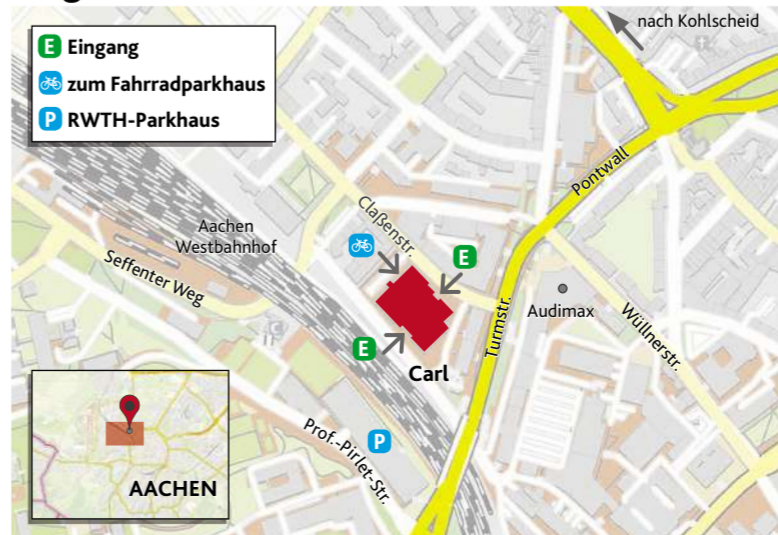 nach Kohlscheid
E Eingang
zum Fahrradparkhaus
P RWTH-Parkhaus
Pontwall
Claßenstr.
Aachen
Westbahnhof
E
Seffenter Weg
Audimax
Turmstr.
Wüllnerstr.
E
Carl
Prof.-Pirlet-Str.
P
AACHEN